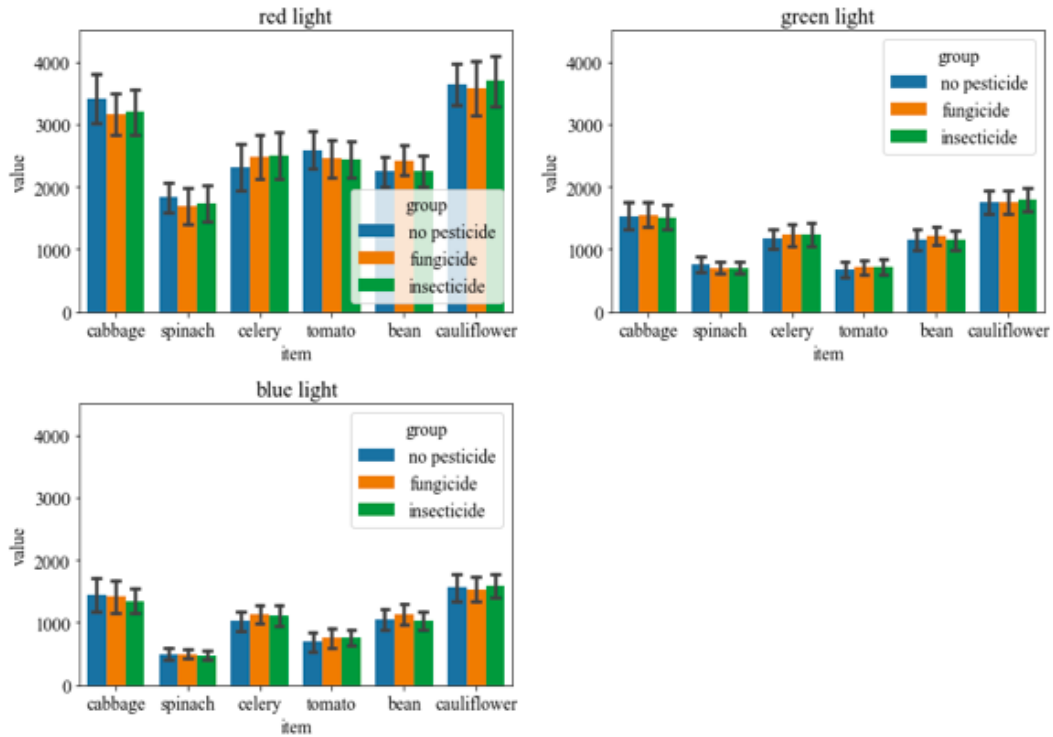 red light
value
4000
3000
2000
1000
0
group
no pesticide
fungicide
insecticide
cabbage spinach celery tomato bean cauliflower
item
green light
value
4000
3000
2000
1000
0
group
no pesticide
fungicide
insecticide
cabbage spinach celery tomato bean cauliflower
item
blue light
value
4000
3000
2000
1000
0
group
no pesticide
fungicide
insecticide
cabbage spinach celery tomato bean cauliflower
item